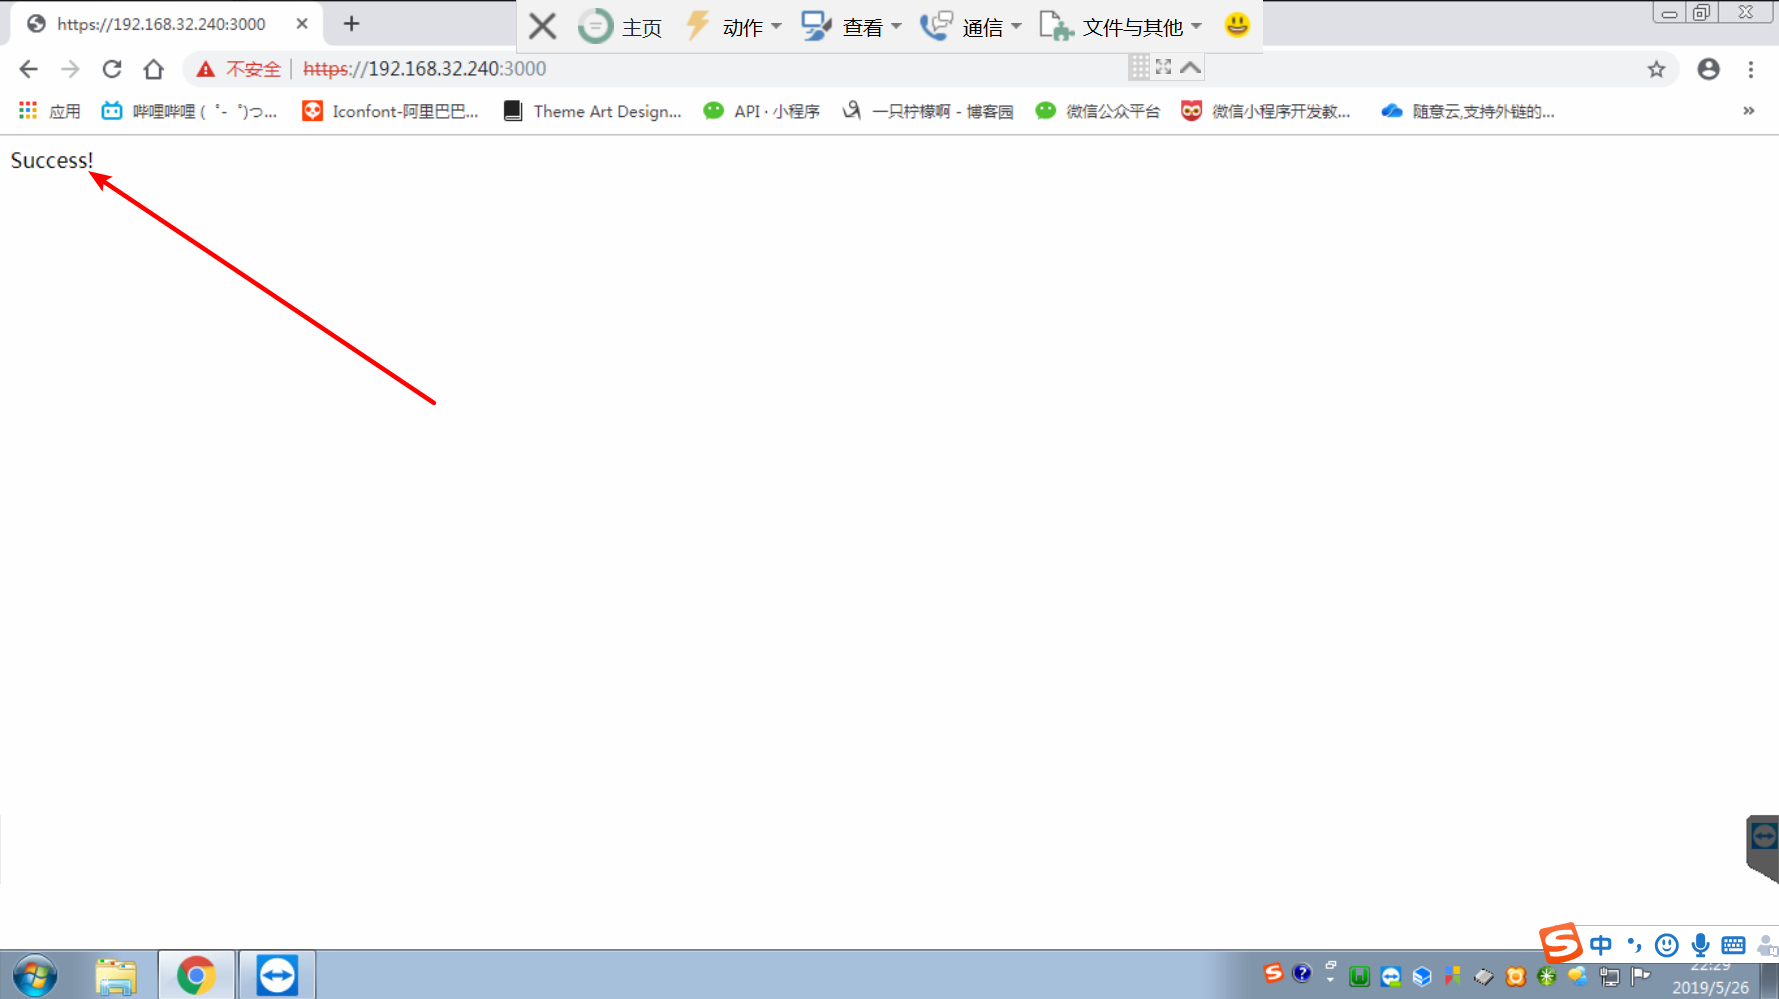 https://192.168.32.240:3000
主页
动作
查看
通信
文件与其他
不安全
https://192.168.32.240:3000
应用
哔哩哔哩 ( ゜- ゜)つ...
Iconfont-阿里巴巴...
Theme Art Design...
API · 小程序
一只柠檬啊 - 博客园
微信公众平台
微信小程序开发教...
随意云,支持外链的...
»
Success!
中
22:29
2019/5/26